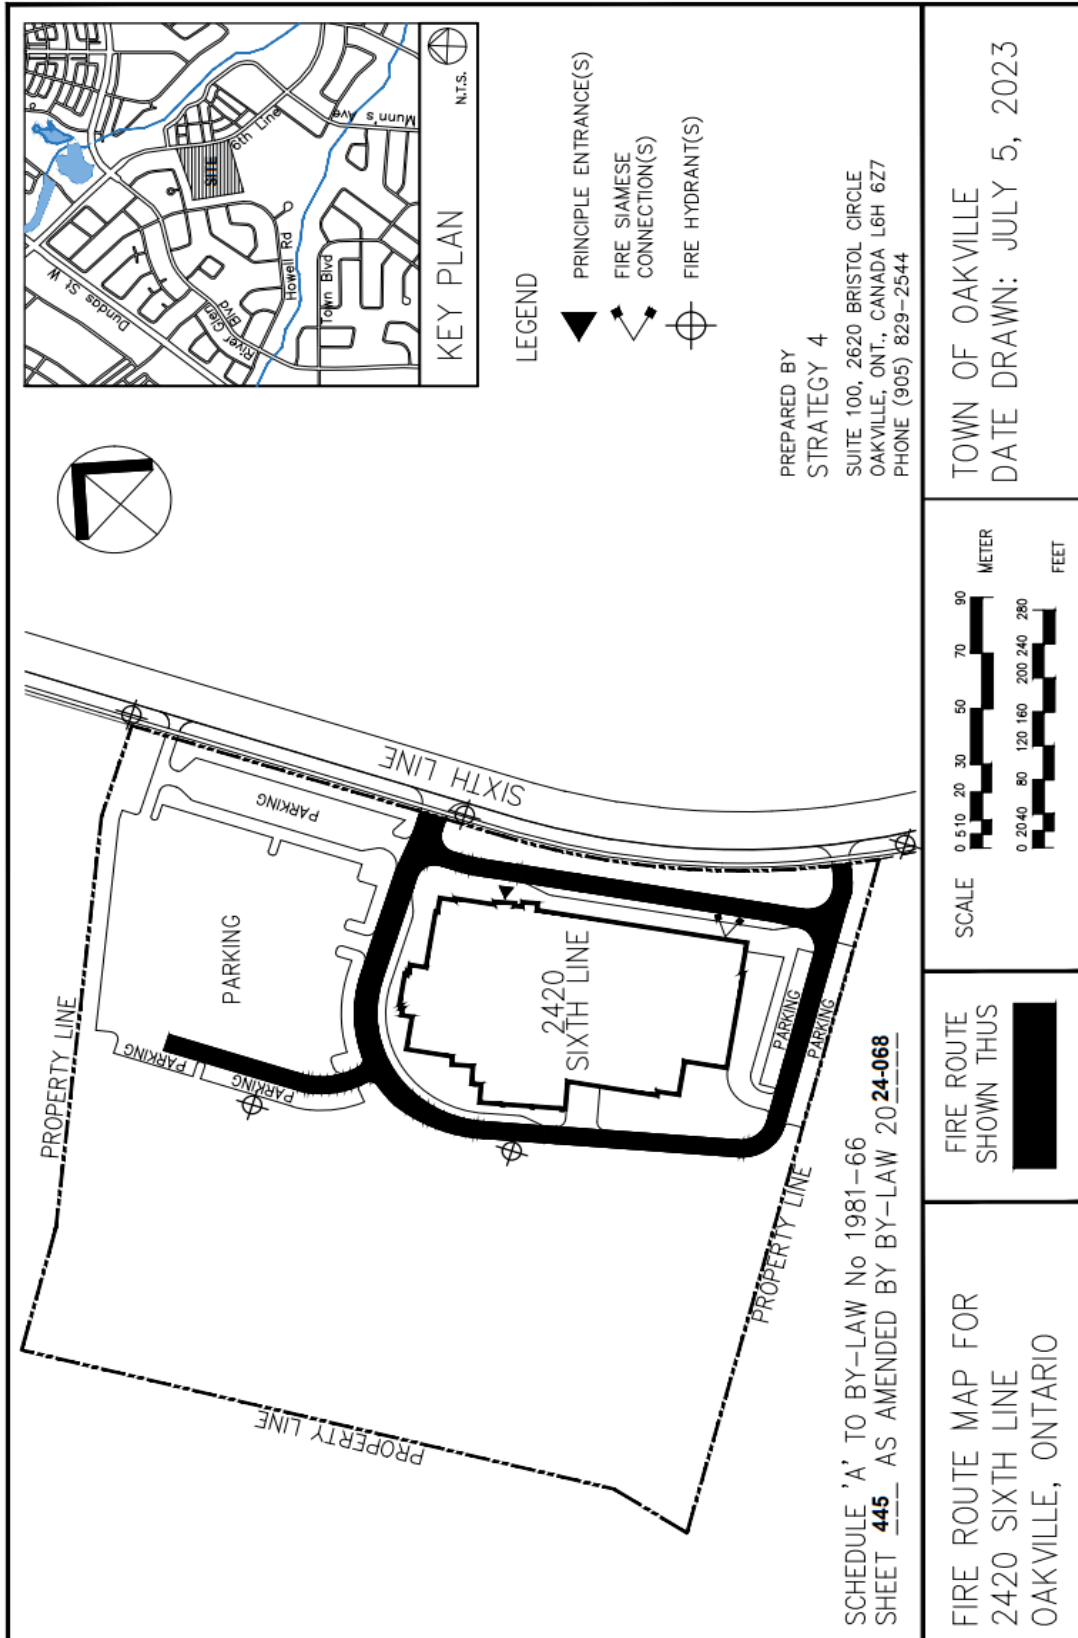 Dundas St W
River Glen
Blvd
Howell Rd
Town Blvd
6th Line
Munn's Ave
SITE
KEY PLAN
N.T.S.
LEGEND
PRINCIPLE ENTRANCE(S)
FIRE SIAMESE
CONNECTION(S)
FIRE HYDRANT(S)
PREPARED BY
STRATEGY 4
SUITE 100, 2620 BRISTOL CIRCLE
OAKVILLE, ONT., CANADA L6H 6Z7
PHONE (905) 829-2544
PROPERTY LINE
PROPERTY LINE
PROPERTY LINE
SIXTH LINE
PARKING
PARKING
PARKING
PARKING
PARKING
PARKING
2420
SIXTH LINE
SCHEDULE 'A' TO BY-LAW No 1981-66
SHEET 445 AS AMENDED BY BY-LAW 2024-068
FIRE ROUTE MAP FOR
2420 SIXTH LINE
OAKVILLE, ONTARIO
FIRE ROUTE
SHOWN THUS
SCALE
0 5 10 20 30 50 70 90
METER
0 20 40 80 120 160 200 240 280
FEET
TOWN OF OAKVILLE
DATE DRAWN: JULY 5, 2023